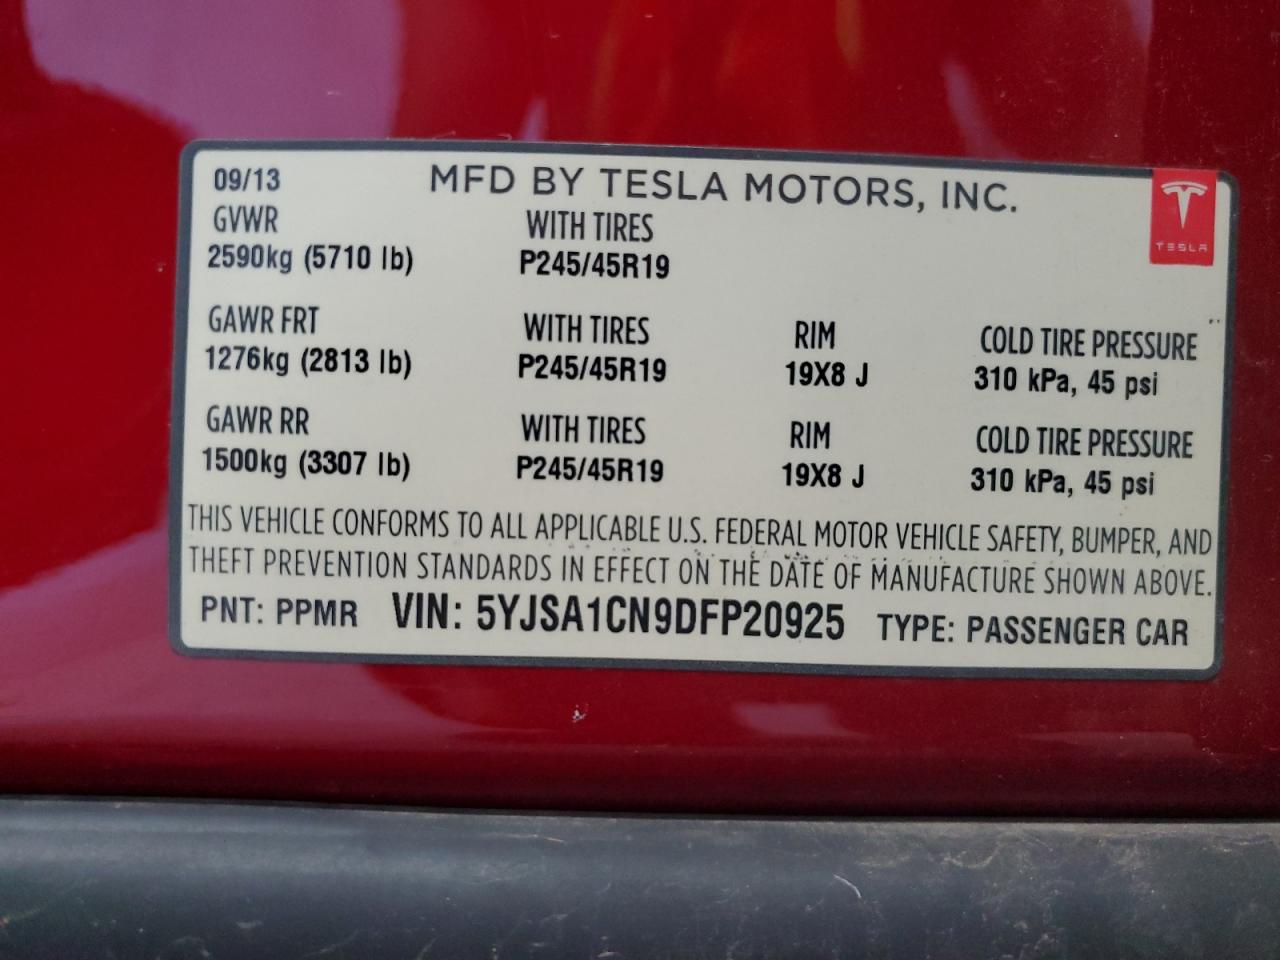 09/13 MFD BY TESLA MOTORS, INC.
TESLA
GVWR WITH TIRES
2590kg (5710 lb) P245/45R19
GAWR FRT WITH TIRES RIM COLD TIRE PRESSURE
1276kg (2813 lb) P245/45R19 19X8 J 310 kPa, 45 psi
GAWR RR WITH TIRES RIM COLD TIRE PRESSURE
1500kg (3307 lb) P245/45R19 19X8 J 310 kPa, 45 psi
THIS VEHICLE CONFORMS TO ALL APPLICABLE U.S. FEDERAL MOTOR VEHICLE SAFETY, BUMPER, AND
THEFT PREVENTION STANDARDS IN EFFECT ON THE DATE OF MANUFACTURE SHOWN ABOVE.
PNT: PPMR VIN: 5YJSA1CN9DFP20925 TYPE: PASSENGER CAR